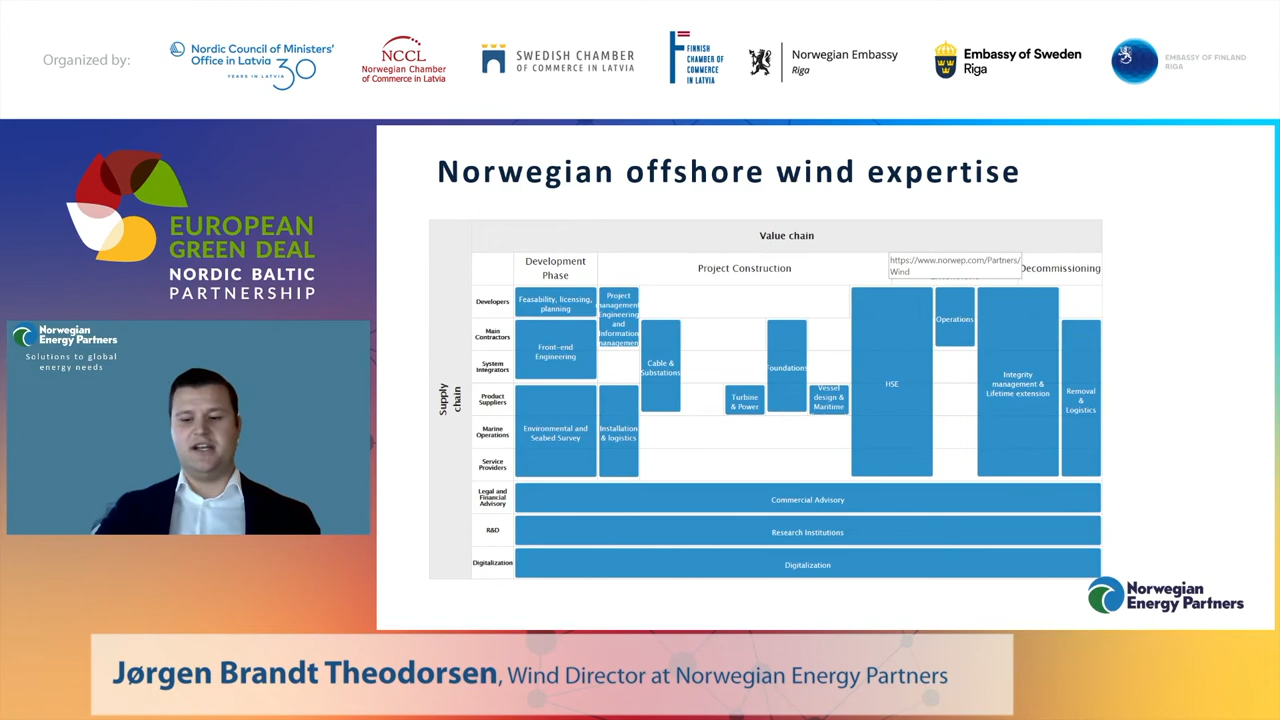 Organized by:
Nordic Council of Ministers'
Office in Latvia
YEARS IN LATVIA 30
NCCL
Norwegian Chamber
of Commerce in Latvia
SWEDISH CHAMBER
OF COMMERCE IN LATVIA
FINNISH
CHAMBER OF
COMMERCE
IN LATVIA
Norwegian Embassy
Riga
Embassy of Sweden
Riga
EMBASSY OF FINLAND
RIGA
EUROPEAN
GREEN DEAL
NORDIC BALTIC
PARTNERSHIP
Norwegian
Energy Partners
Solutions to global
energy needs
Norwegian offshore wind expertise
Value chain
Development
Phase
Project Construction
https://www.norwep.com/Partners/
Wind
Decommissioning
Supply
chain
Developers
Main
Contractors
System
Integrators
Product
Suppliers
Marine
Operations
Service
Providers
Legal and
Financial
Advisory
R&D
Digitalization
Feasability, licensing,
planning
Front-end
Engineering
Environmental and
Seabed Survey
Project
management,
Engineering
and
Information
management
Installation
& logistics
Cable &
Substations
Turbine
& Power
Foundations
Vessel
design &
Maritime
HSE
Operations
Integrity
management &
Lifetime extension
Removal
&
Logistics
Commercial Advisory
Research Institutions
Digitalization
Norwegian
Energy Partners
Jørgen Brandt Theodorsen, Wind Director at Norwegian Energy Partners